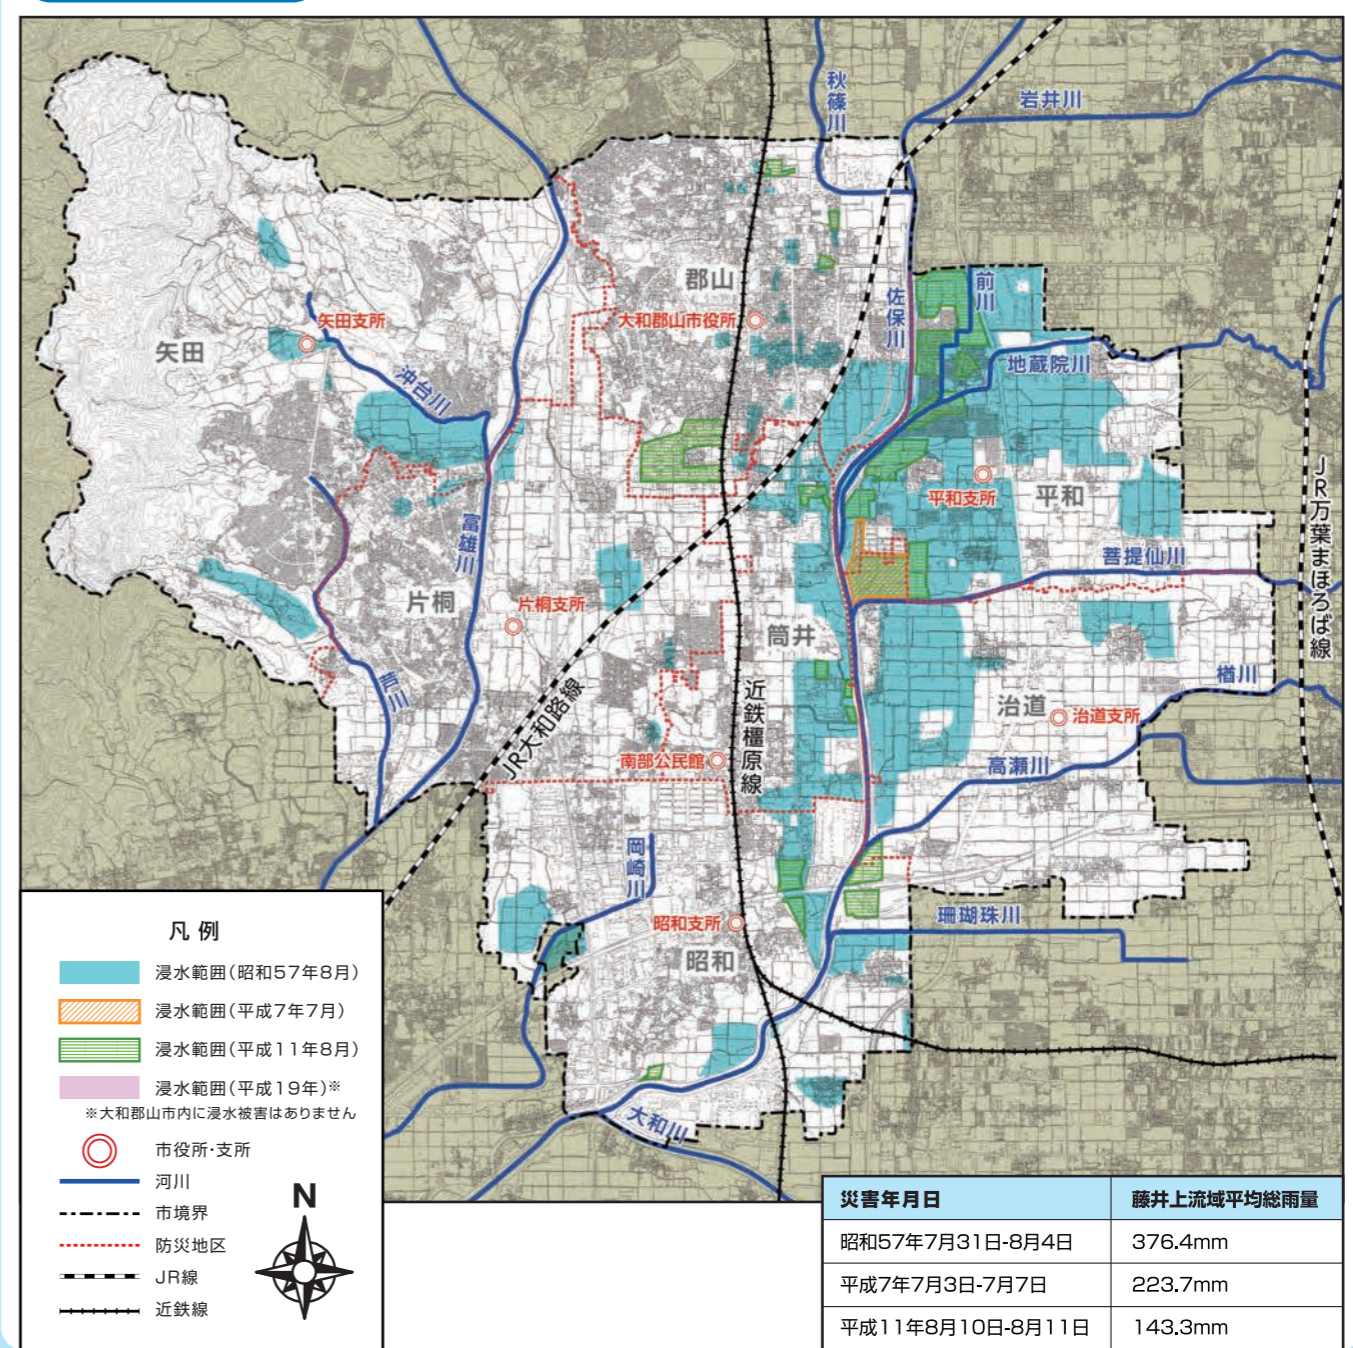 秋篠川
岩井川
郡山
佐保川
前川
大和郡山市役所
矢田支所
矢田
地蔵院川
沖台川
JR万葉まほろば線
平和支所
平和
富雄川
菩提仙川
片桐
片桐支所
筒井
芦川
近鉄橿原線
楢川
治道
治道支所
JR大和路線
南部公民館
高瀬川
岡崎川
珊瑚珠川
昭和支所
昭和
大和川
凡例
浸水範囲(昭和57年8月)
浸水範囲(平成7年7月)
浸水範囲(平成11年8月)
浸水範囲(平成19年)※
※大和郡山市内に浸水被害はありません
市役所・支所
河川
市境界
防災地区
JR線
近鉄線
N
災害年月日 藤井上流域平均総雨量
昭和57年7月31日-8月4日 376.4mm
平成7年7月3日-7月7日 223.7mm
平成11年8月10日-8月11日 143.3mm